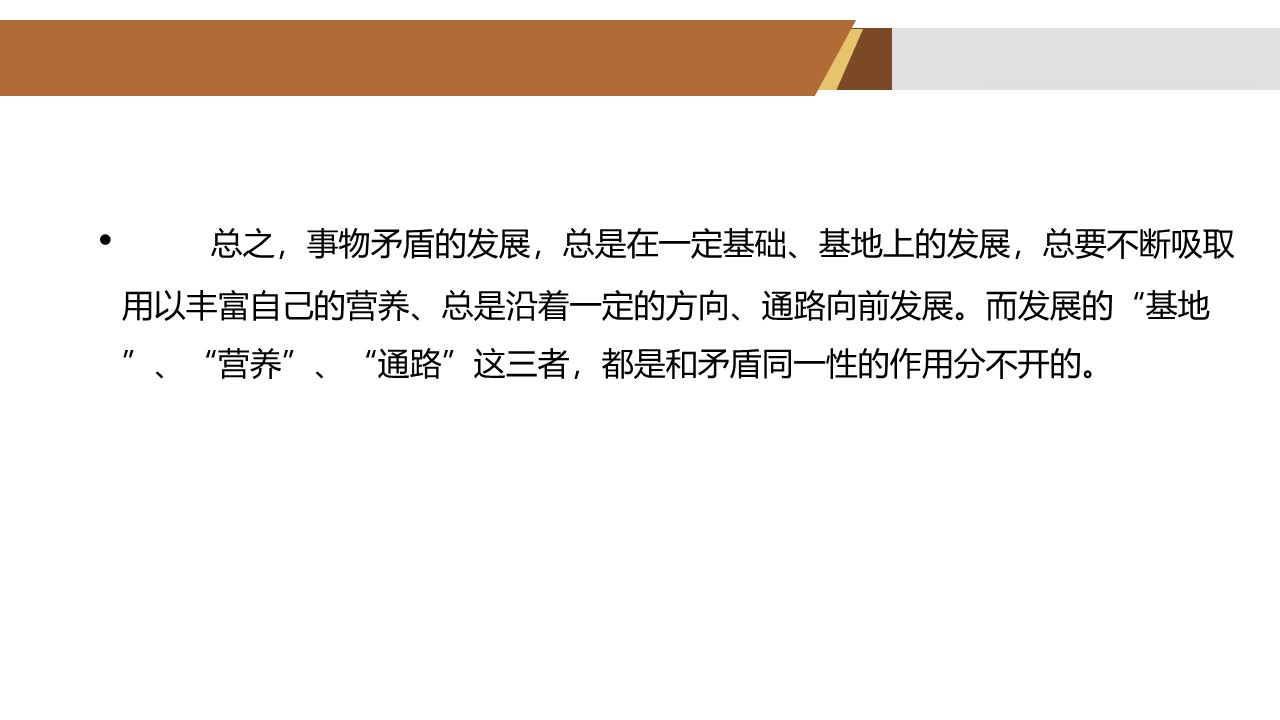 • 总之，事物矛盾的发展，总是在一定基础、基地上的发展，总要不断吸取
用以丰富自己的营养、总是沿着一定的方向、通路向前发展。而发展的“基地
”、“营养”、“通路”这三者，都是和矛盾同一性的作用分不开的。